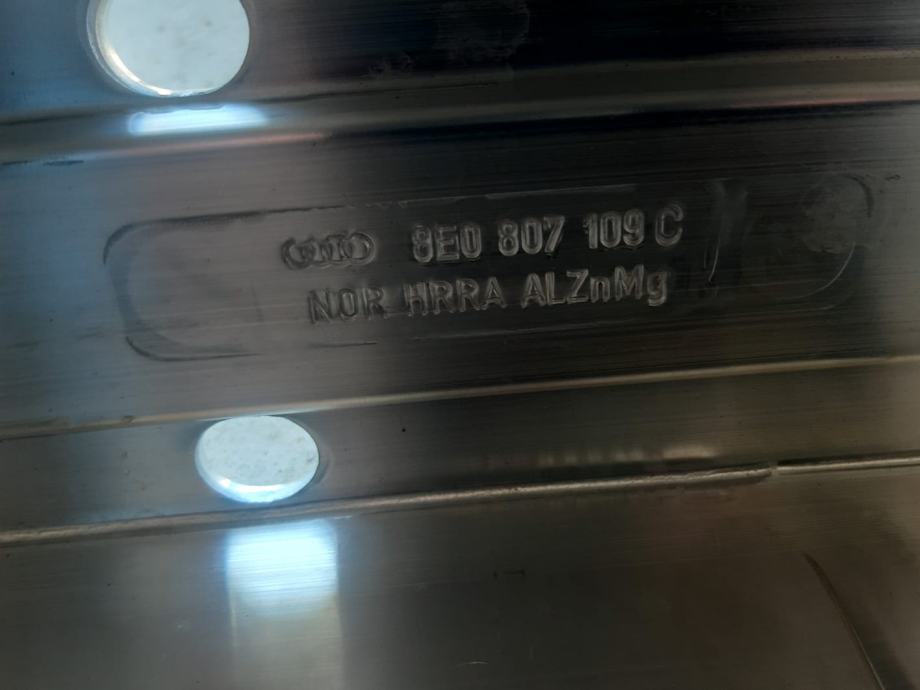 8E0 807 109 C
NOR HRRA ALZnMg